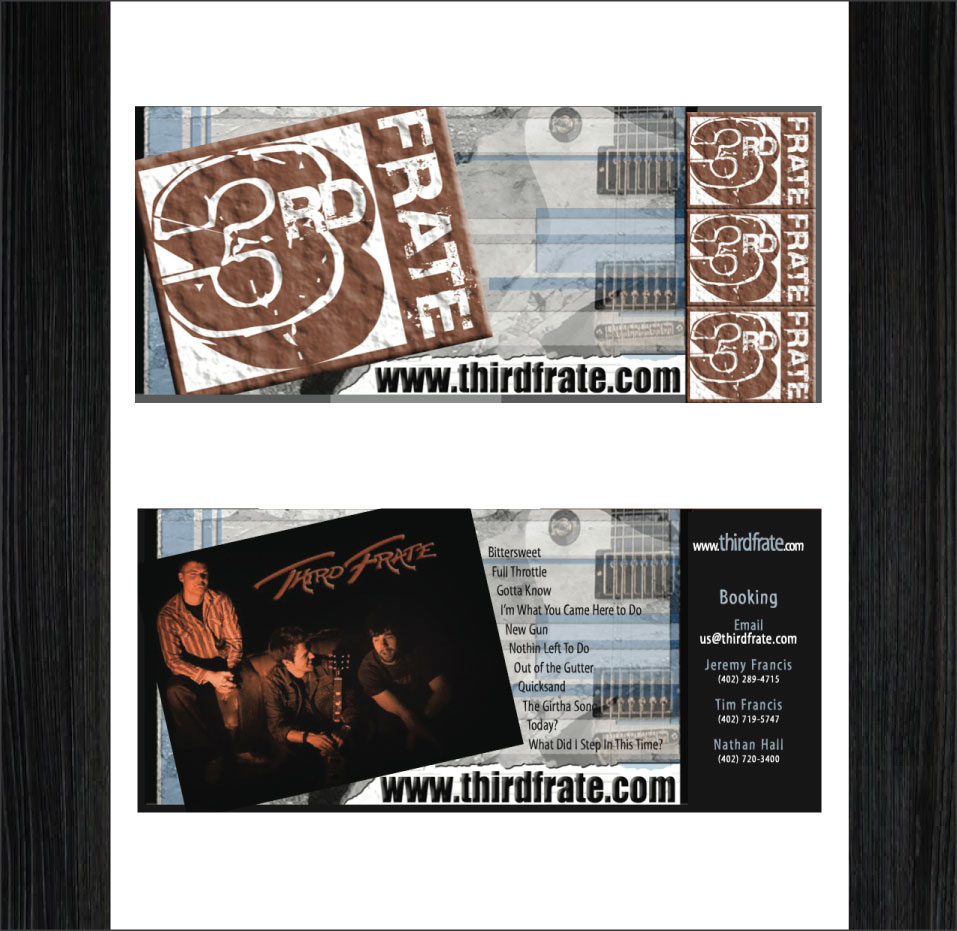 3RD
FRATE
www.thirdfrate.com
3RD FRATE
3RD FRATE
3RD FRATE
THIRD FRATE
Bittersweet
Full Throttle
Gotta Know
I'm What You Came Here to Do
New Gun
Nothin Left To Do
Out of the Gutter
Quicksand
The Girtha Song
Today?
What Did I Step In This Time?
www.thirdfrate.com
www.thirdfrate.com
Booking
Email
us@thirdfrate.com
Jeremy Francis
(402) 289-4715
Tim Francis
(402) 719-5747
Nathan Hall
(402) 720-3400